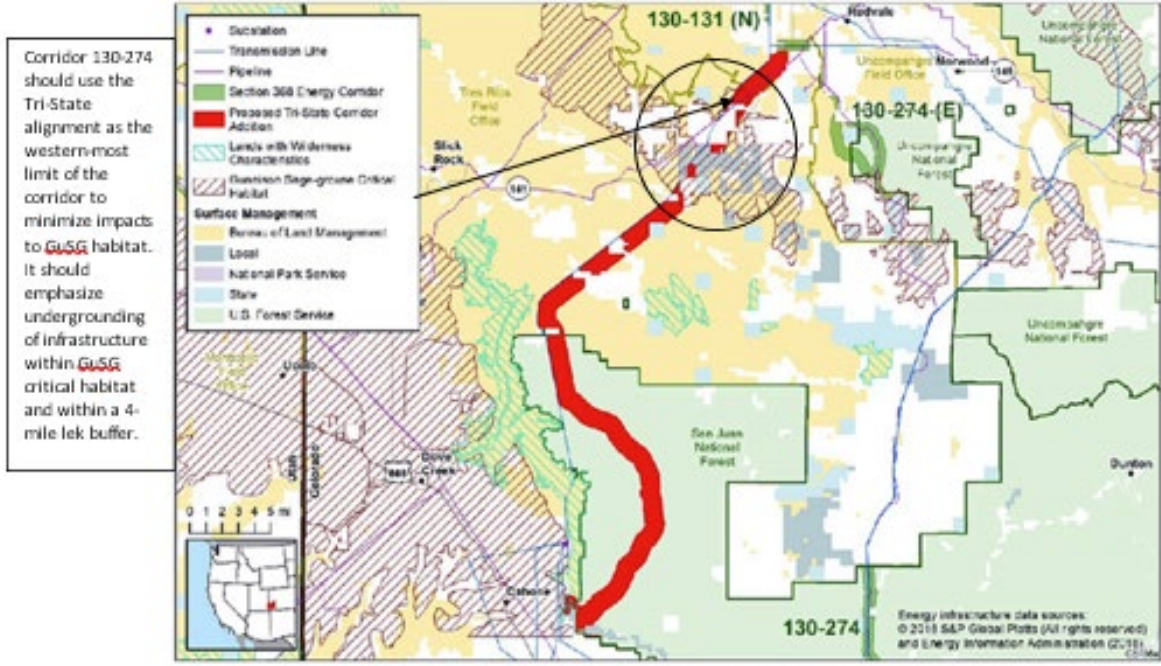 Corridor 130-274
should use the
Tri-State
alignment as the
western-most
limit of the
corridor to
minimize impacts
to GuSG habitat.
It should
emphasize
undergrounding
of infrastructure
within GuSG
critical habitat
and within a 4-
mile lek buffer.
Substation
Transmission Line
Pipeline
Section 368 Energy Corridor
Proposed Tri-State Corridor
Addition
Lands with Wilderness
Characteristics
Gunnison Sage-grouse Critical
Habitat
Surface Management
Bureau of Land Management
Local
National Park Service
State
U.S. Forest Service
130-131 (N)
Redvale
Uncompahgre
National Forest
Uncompahgre
Field Office
Norwood
145
Tres Rios
Field
Office
130-274 (E)
Uncompahgre
National
Forest
Slick
Rock
141
Uncompahgre
National Forest
Utah
Colorado
Dove
Creek
San Juan
National
Forest
Dunton
0 1 2 3 4 5 mi
Cahone
130-274
Energy infrastructure data sources:
© 2018 S&P Global Platts (All rights reserved)
and Energy Information Administration (2018)